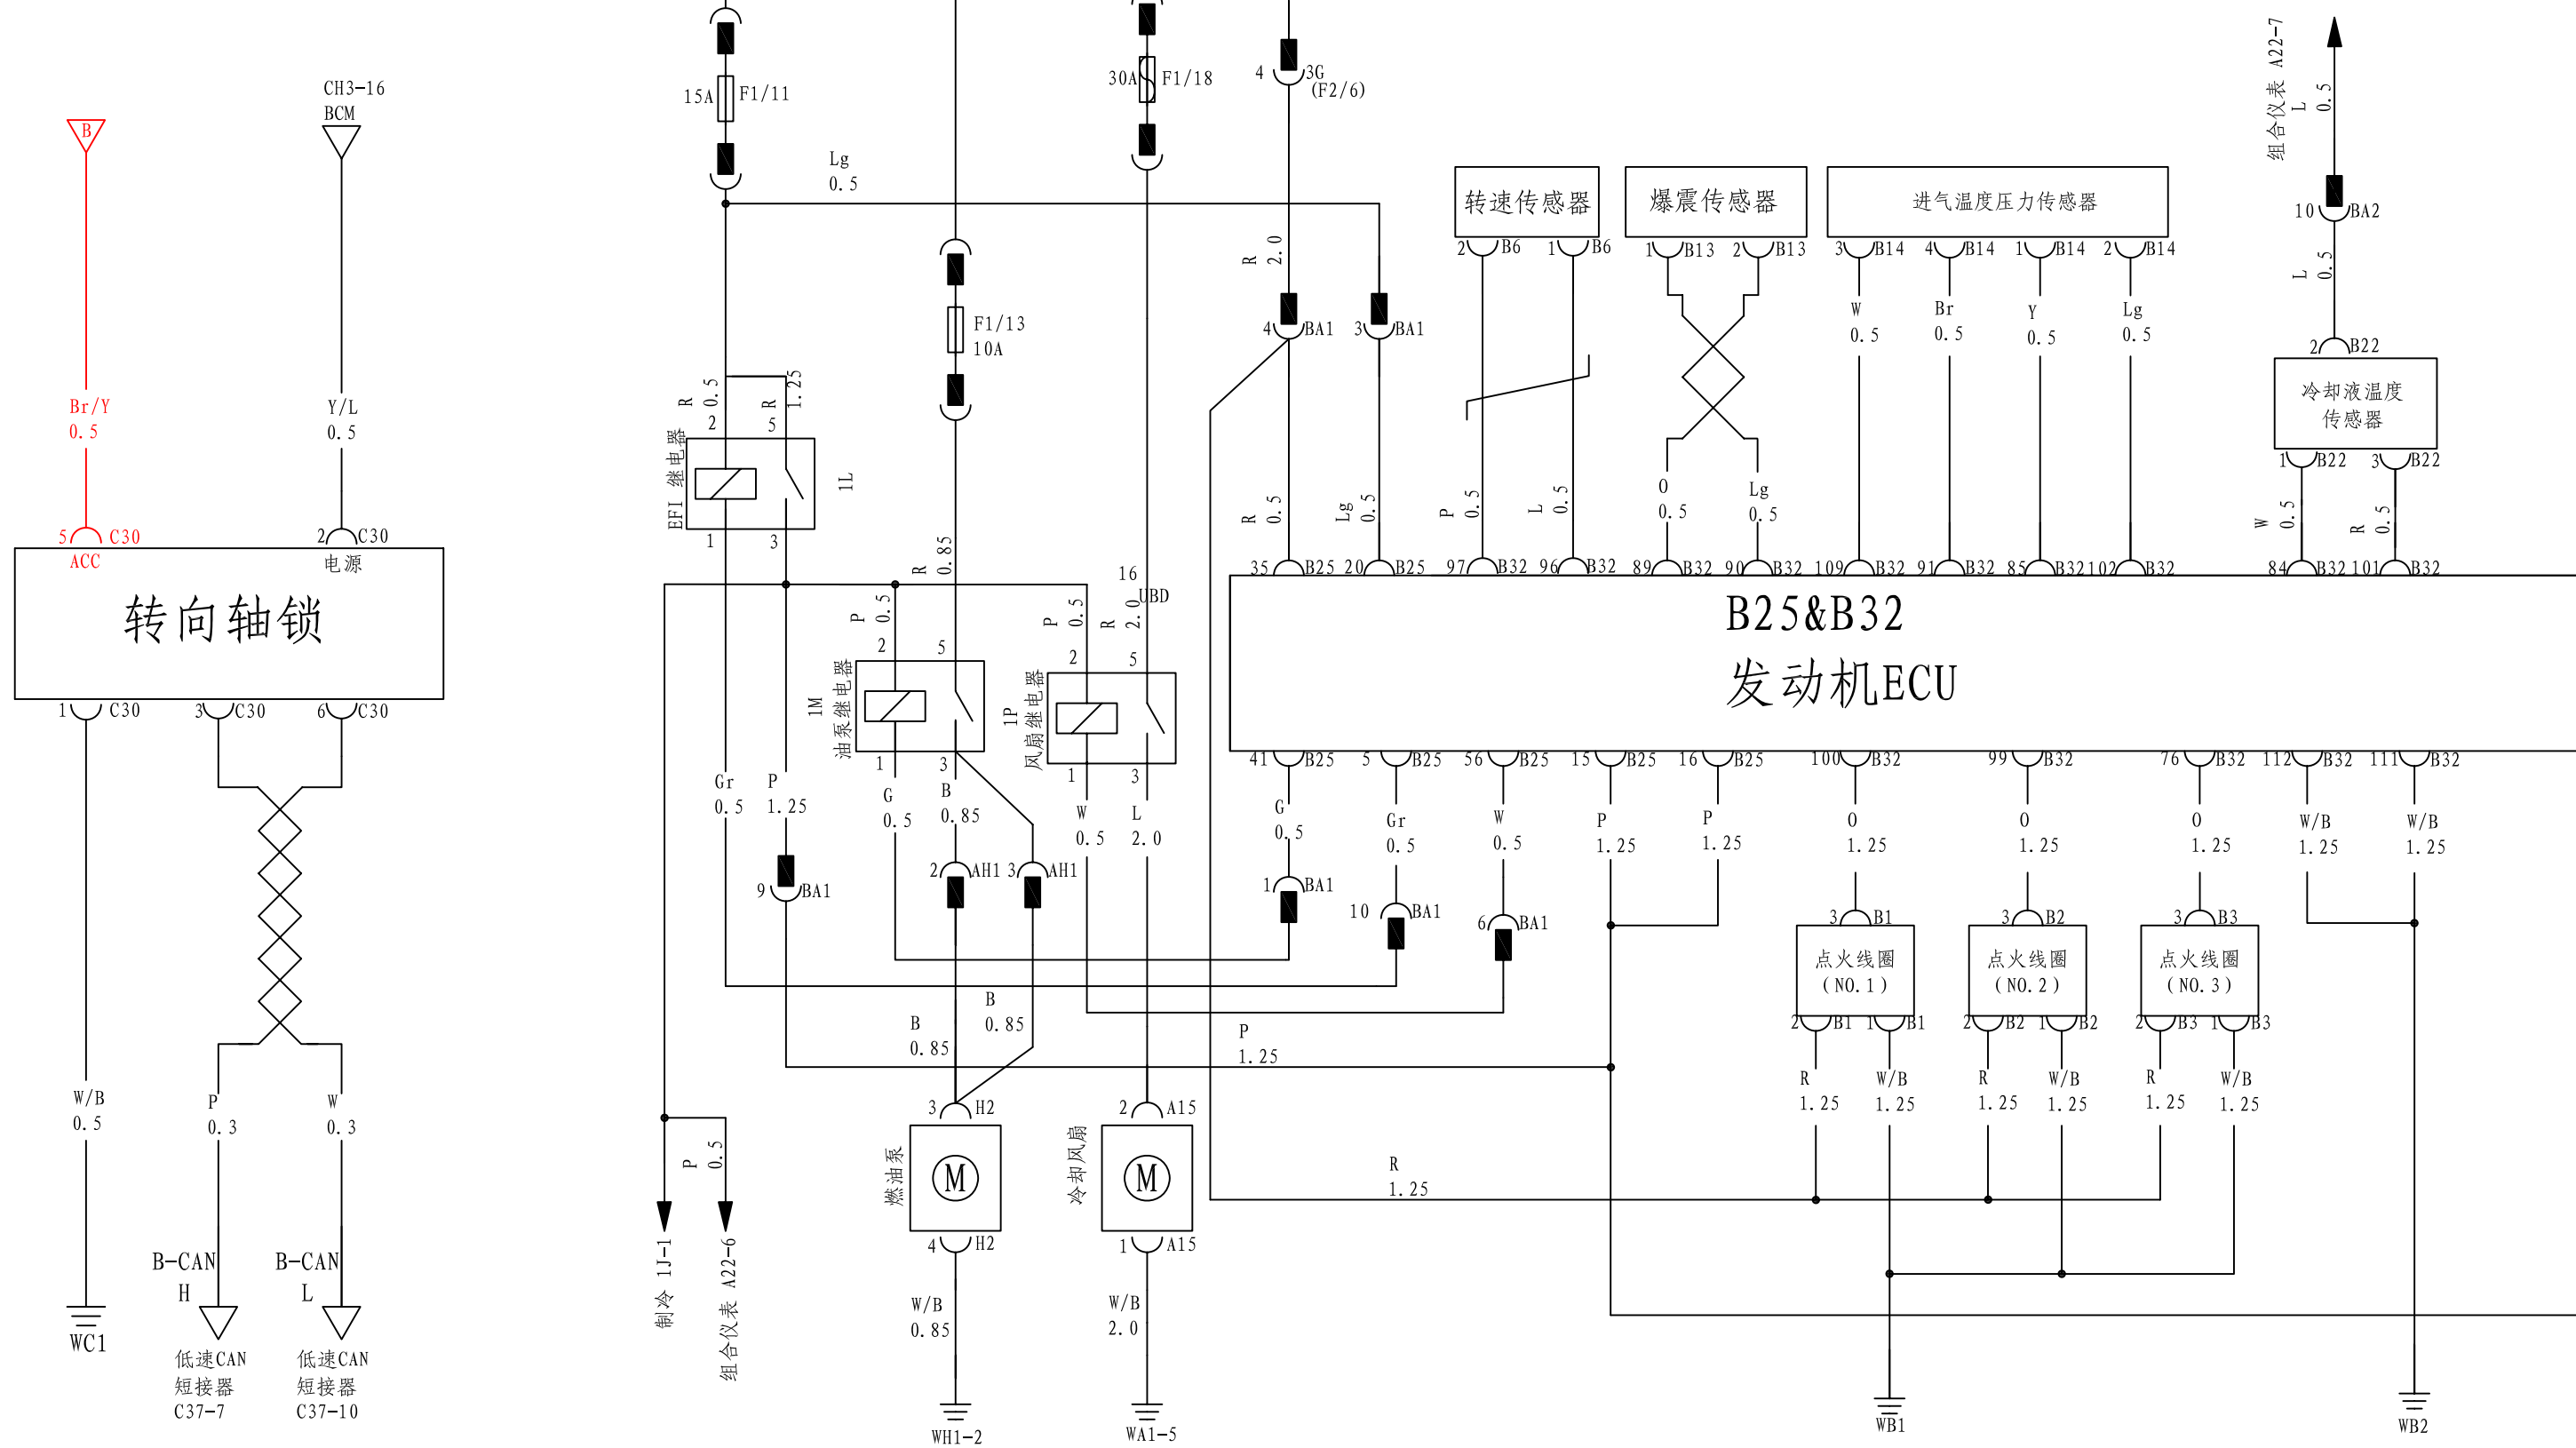 组合仪表 A22-7
L
0.5
CH3-16
BCM
B
15A
F1/11
30A
F1/18
4
3G
(F2/6)
Lg
0.5
转速传感器
爆震传感器
进气温度压力传感器
10
BA2
2
B6
1
B6
1
B13
2
B13
3
B14
4
B14
1
B14
2
B14
R
2.0
L
0.5
F1/13
10A
4
BA1
3
BA1
W
0.5
Br
0.5
Y
0.5
Lg
0.5
2
B22
冷却液温度
传感器
Br/Y
0.5
Y/L
0.5
R
0.5
R
1.25
2
5
EFI 继电器
1L
1
3
1
B22
3
B22
O
0.5
Lg
0.5
R
0.5
Lg
0.5
P
0.5
L
0.5
W
0.5
R
0.5
5
C30
ACC
2
C30
电源
转向轴锁
1
C30
3
C30
6
C30
R
0.85
16
UBD
P
0.5
P
0.5
R
2.0
35
B25
20
B25
97
B32
96
B32
89
B32
90
B32
109
B32
91
B32
85
B32
102
B32
84
B32
101
B32
B25&B32
发动机ECU
2
5
1M
油泵继电器
1
3
2
5
1P
风扇继电器
1
3
41
B25
5
B25
56
B25
15
B25
16
B25
100
B32
99
B32
76
B32
112
B32
111
B32
Gr
0.5
P
1.25
G
0.5
B
0.85
W
0.5
L
2.0
G
0.5
Gr
0.5
W
0.5
P
1.25
P
1.25
O
1.25
O
1.25
O
1.25
W/B
1.25
W/B
1.25
9
BA1
2
AH1
3
AH1
1
BA1
10
BA1
6
BA1
3
B1
3
B2
3
B3
点火线圈
(NO.1)
点火线圈
(NO.2)
点火线圈
(NO.3)
2
B1
1
B1
2
B2
1
B2
2
B3
1
B3
B
0.85
B
0.85
P
1.25
W/B
0.5
P
0.3
W
0.3
R
1.25
W/B
1.25
R
1.25
W/B
1.25
R
1.25
W/B
1.25
3
H2
2
A15
P
0.5
燃油泵
M
冷却风扇
M
R
1.25
4
H2
1
A15
B-CAN
H
B-CAN
L
制冷 1J-1
组合仪表 A22-6
W/B
0.85
W/B
2.0
WC1
低速CAN
短接器
C37-7
低速CAN
短接器
C37-10
WH1-2
WA1-5
WB1
WB2